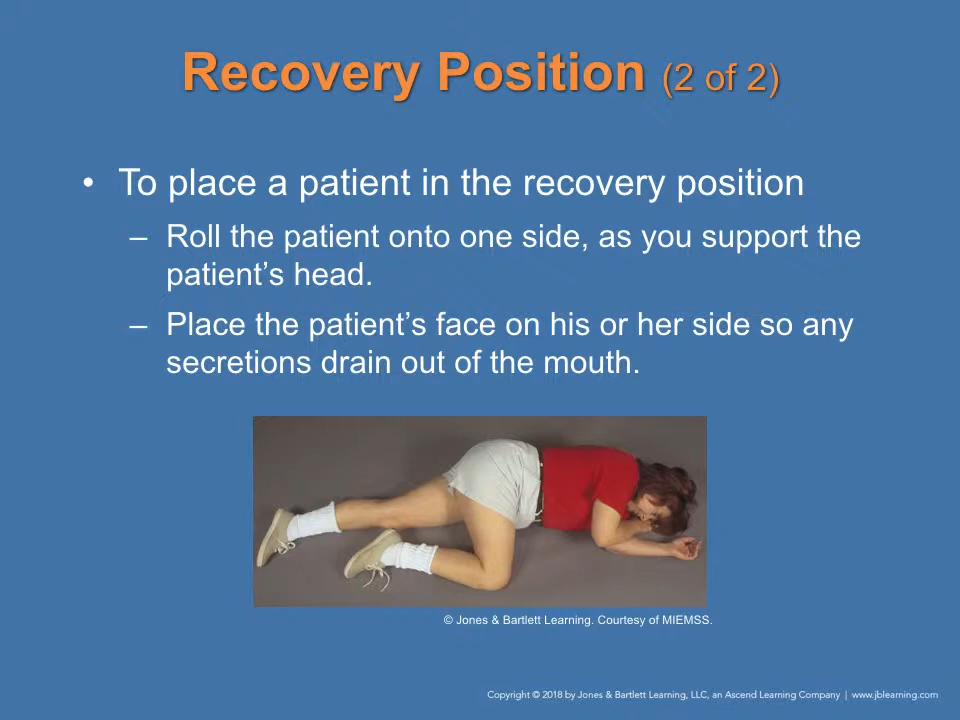 Recovery Position (2 of 2)
• To place a patient in the recovery position
– Roll the patient onto one side, as you support the
patient’s head.
– Place the patient’s face on his or her side so any
secretions drain out of the mouth.
© Jones & Bartlett Learning. Courtesy of MIEMSS.
Copyright © 2018 by Jones & Bartlett Learning, LLC, an Ascend Learning Company | www.jblearning.com